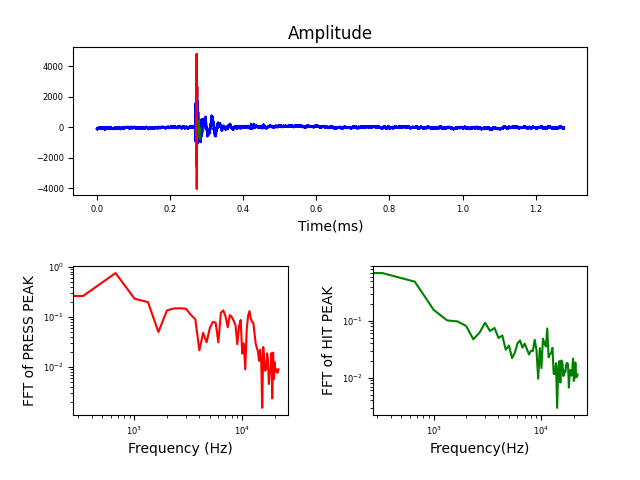 Amplitude
4000
2000
0
−2000
−4000
0.0 0.2 0.4 0.6 0.8 1.0 1.2
Time(ms)
FFT of PRESS PEAK
10⁰
10⁻¹
10⁻²
10³ 10⁴
Frequency (Hz)
FFT of HIT PEAK
10⁻¹
10⁻²
10³ 10⁴
Frequency(Hz)